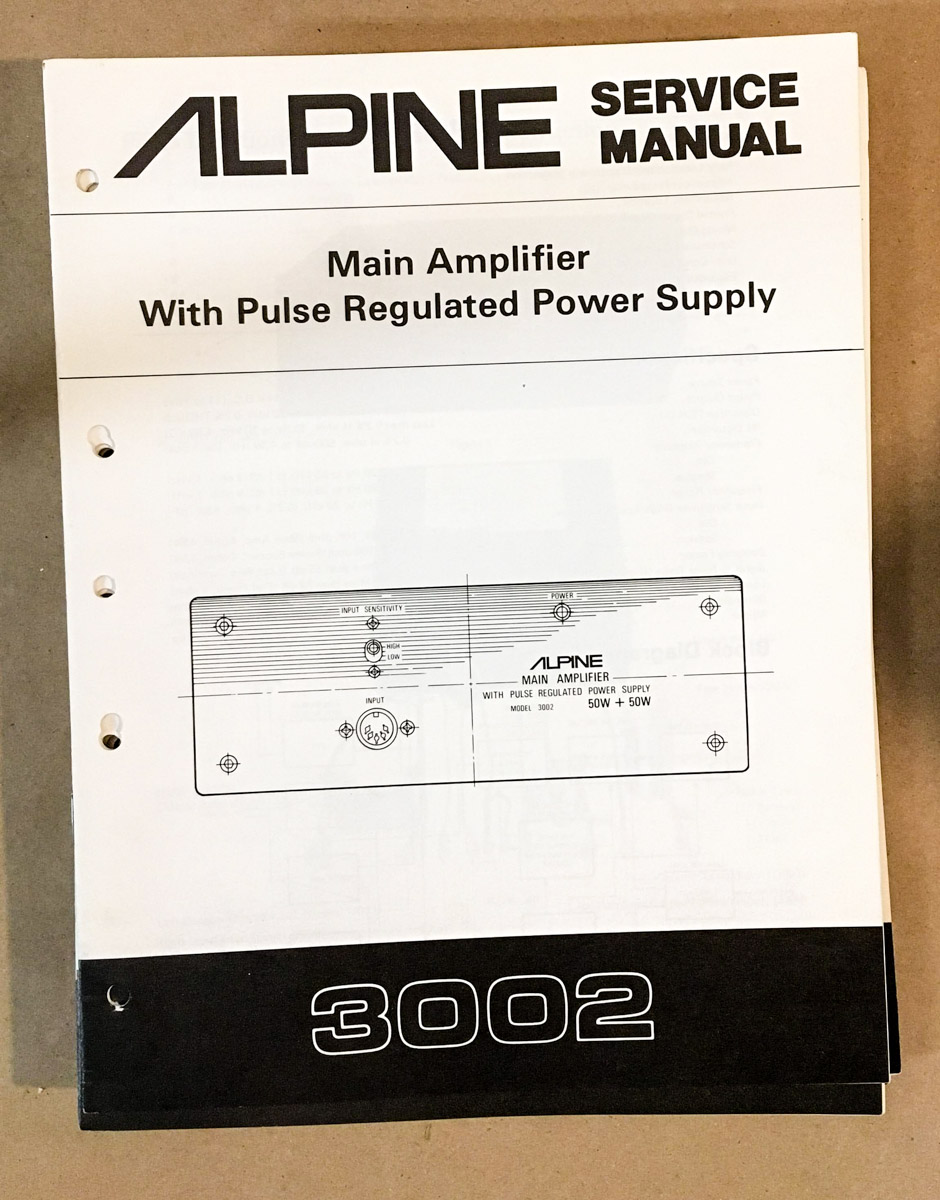 ALPINE SERVICE MANUAL
Main Amplifier
With Pulse Regulated Power Supply
INPUT SENSITIVITY
POWER
HIGH
LOW
ALPINE
MAIN AMPLIFIER
WITH PULSE REGULATED POWER SUPPLY
MODEL 3002 50W + 50W
INPUT
3002